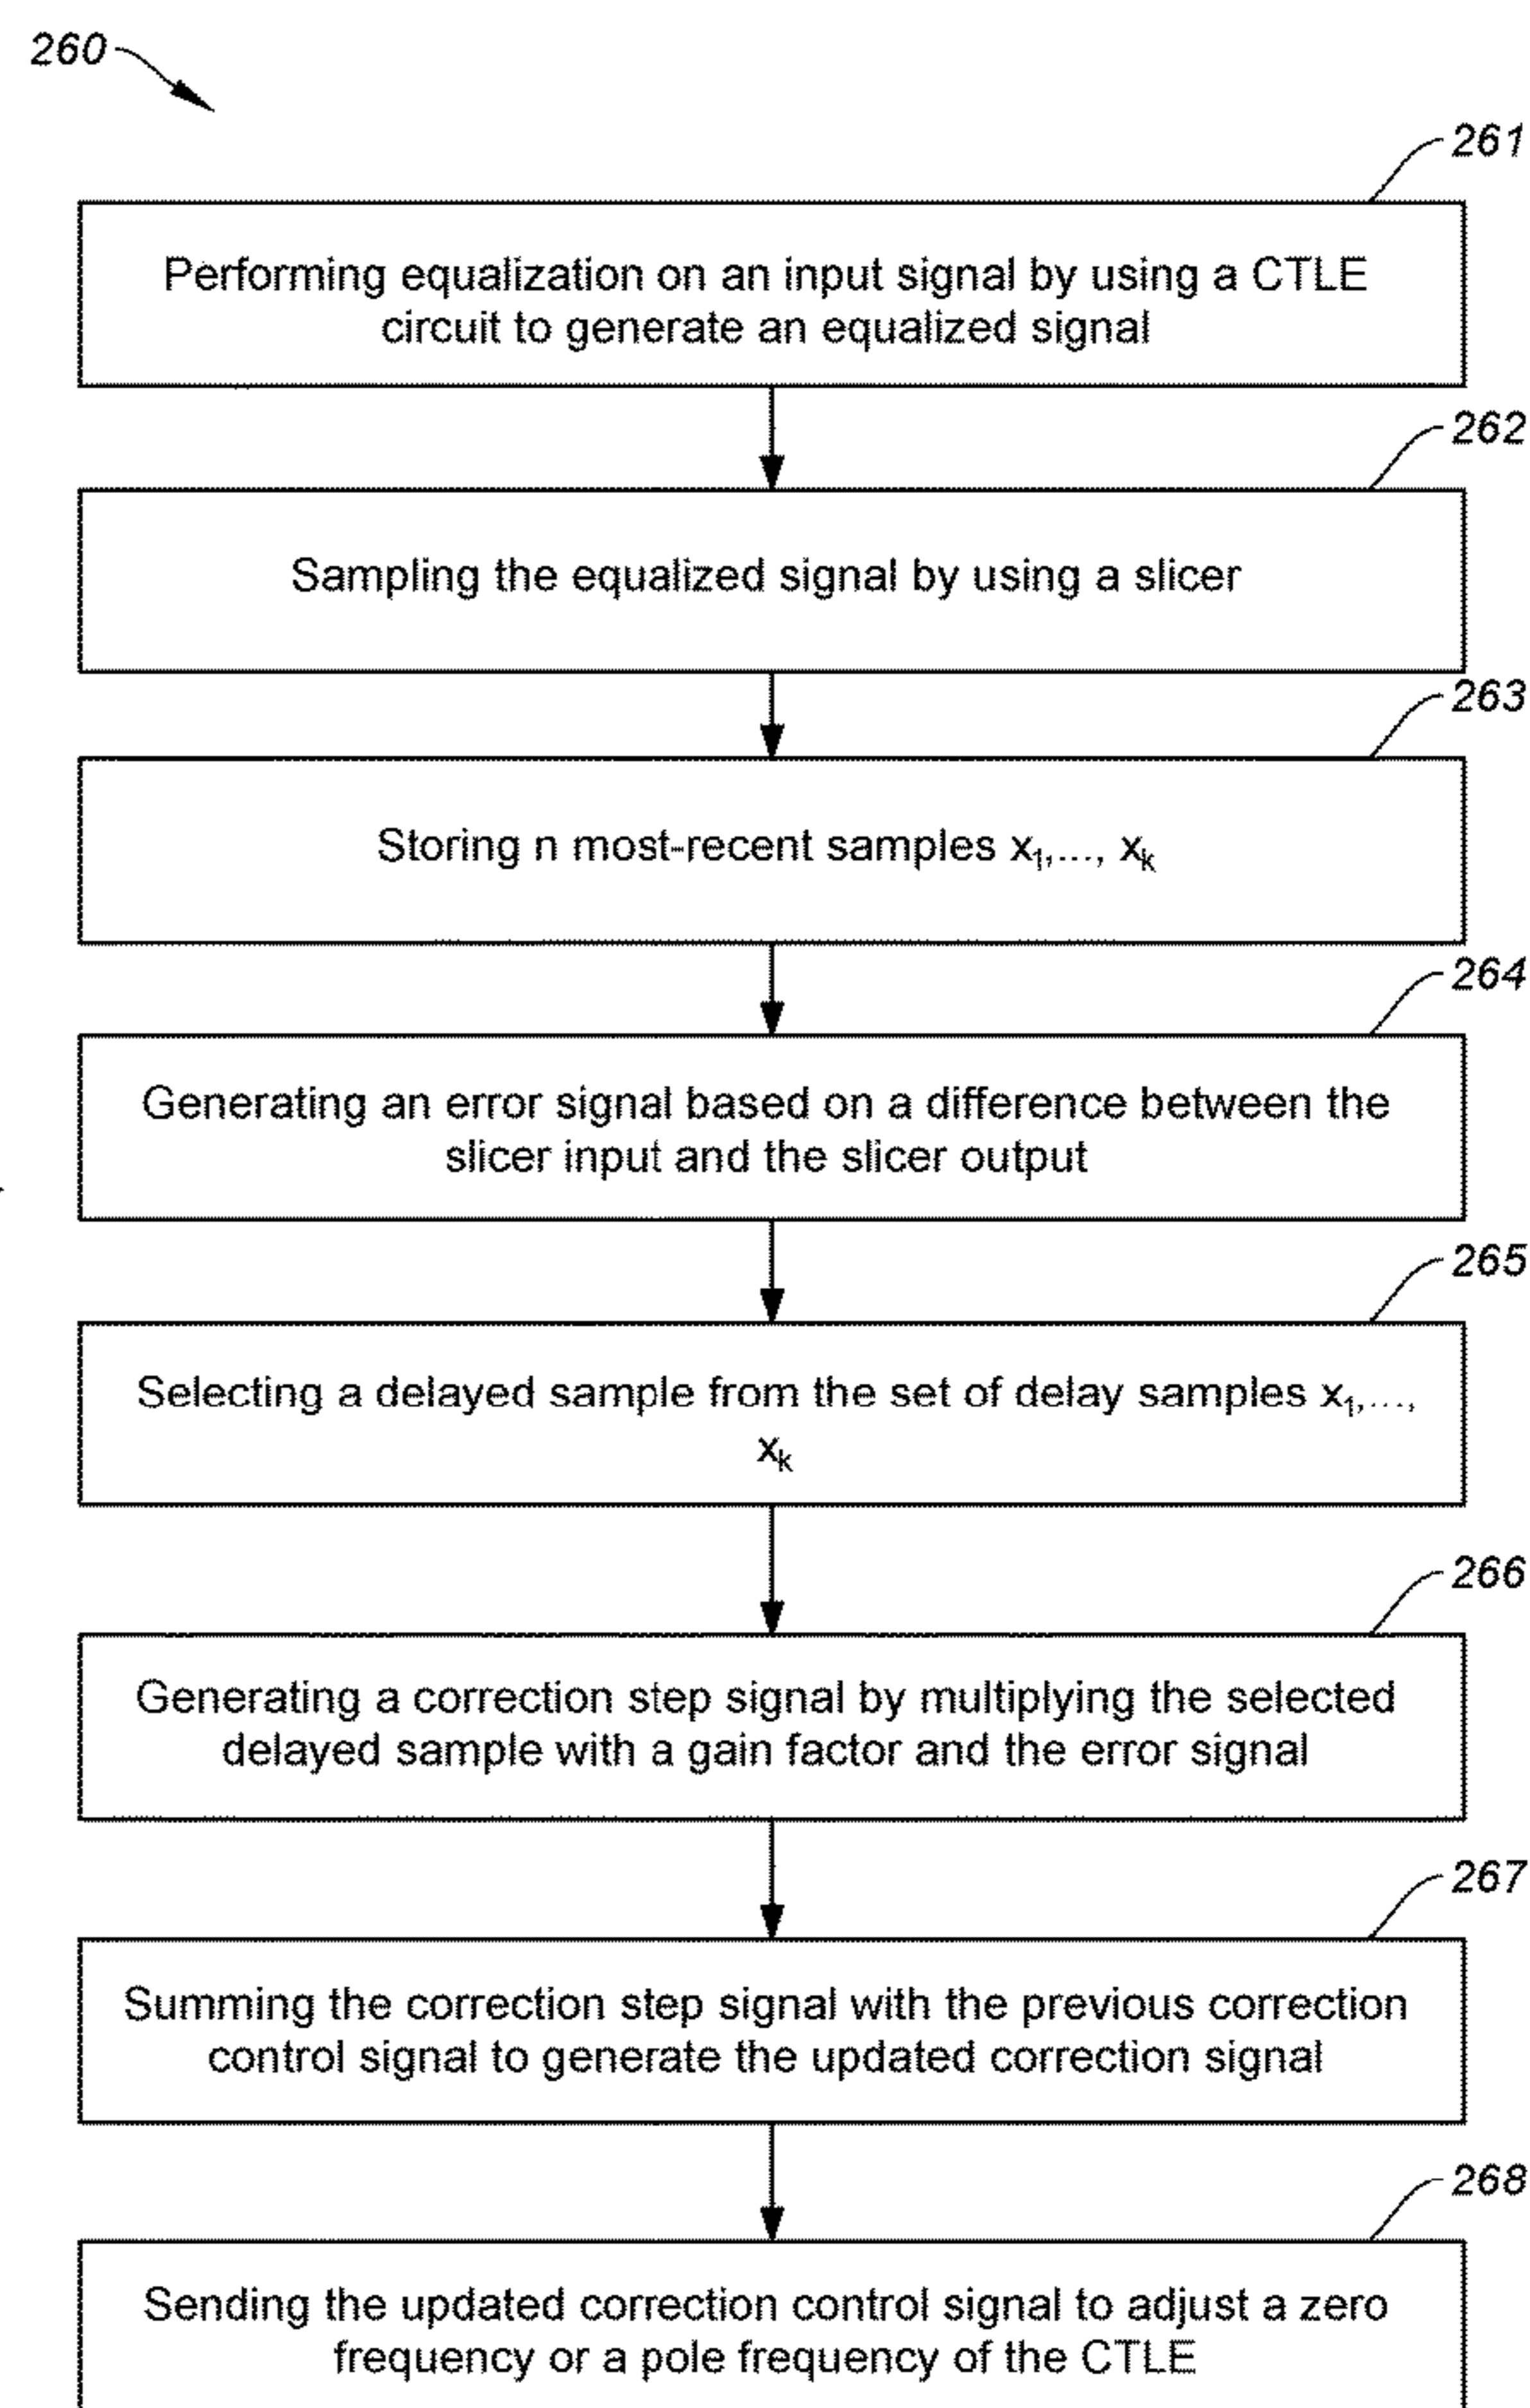 260
261
Performing equalization on an input signal by using a CTLE
circuit to generate an equalized signal
262
Sampling the equalized signal by using a slicer
263
Storing n most-recent samples x₁,..., xₖ
264
Generating an error signal based on a difference between the
slicer input and the slicer output
265
Selecting a delayed sample from the set of delay samples x₁,...,
xₖ
266
Generating a correction step signal by multiplying the selected
delayed sample with a gain factor and the error signal
267
Summing the correction step signal with the previous correction
control signal to generate the updated correction signal
268
Sending the updated correction control signal to adjust a zero
frequency or a pole frequency of the CTLE